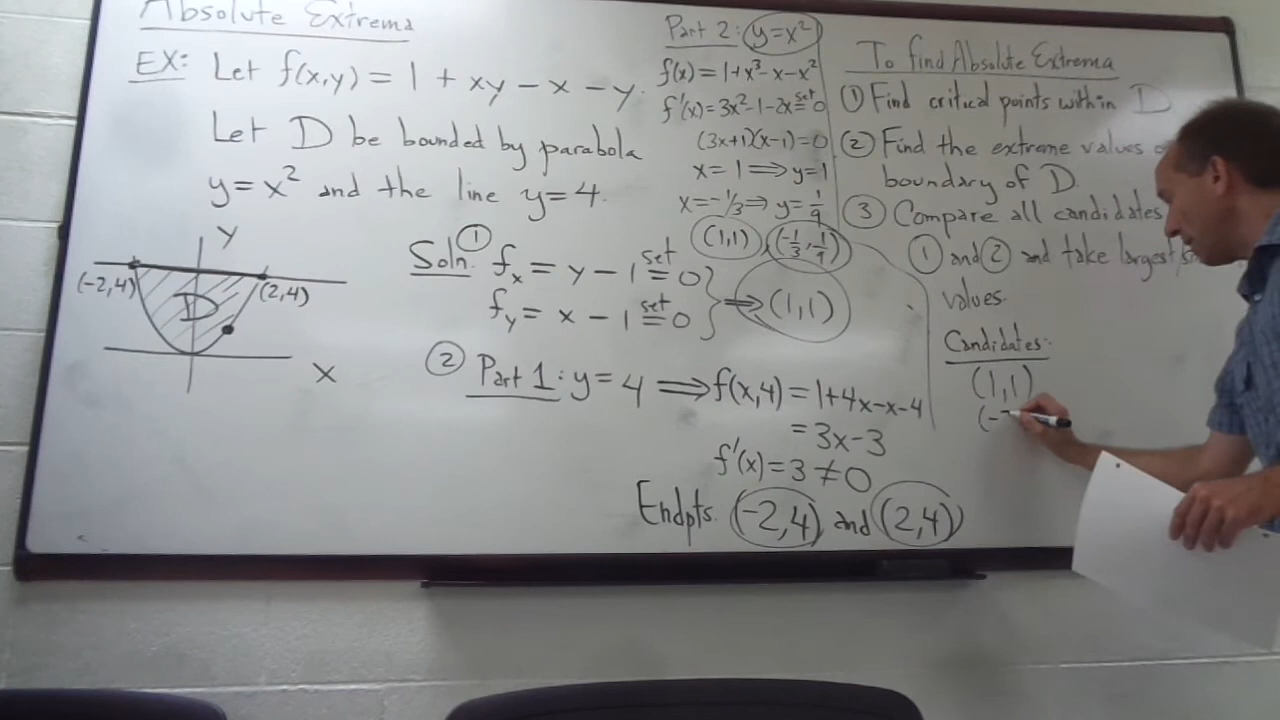 Absolute Extrema
EX: Let f(x,y) = 1 + xy - x - y.
Let D be bounded by parabola
y = x² and the line y = 4.
y
(-2,4)
D
(2,4)
x
Soln. ① f_x = y - 1 set= 0
f_y = x - 1 set= 0 } ⟹ (1,1)
② Part 1: y = 4 ⟹ f(x,4) = 1+4x-x-4
= 3x-3
f'(x) = 3 ≠ 0
Endpts. (-2,4) and (2,4)
Part 2: y=x²
f(x) = 1+x³-x-x²
f'(x) = 3x²-1-2x set= 0
(3x+1)(x-1) = 0
x = 1 ⟹ y = 1
x = -1/3 ⟹ y = 1/9
(1,1), (-1/3, 1/9)
To find Absolute Extrema
① Find critical points within D
② Find the extreme values
boundary of D
③ Compare all candidates
① and ② and take largest/
values.
Candidates:
(1,1)
(-